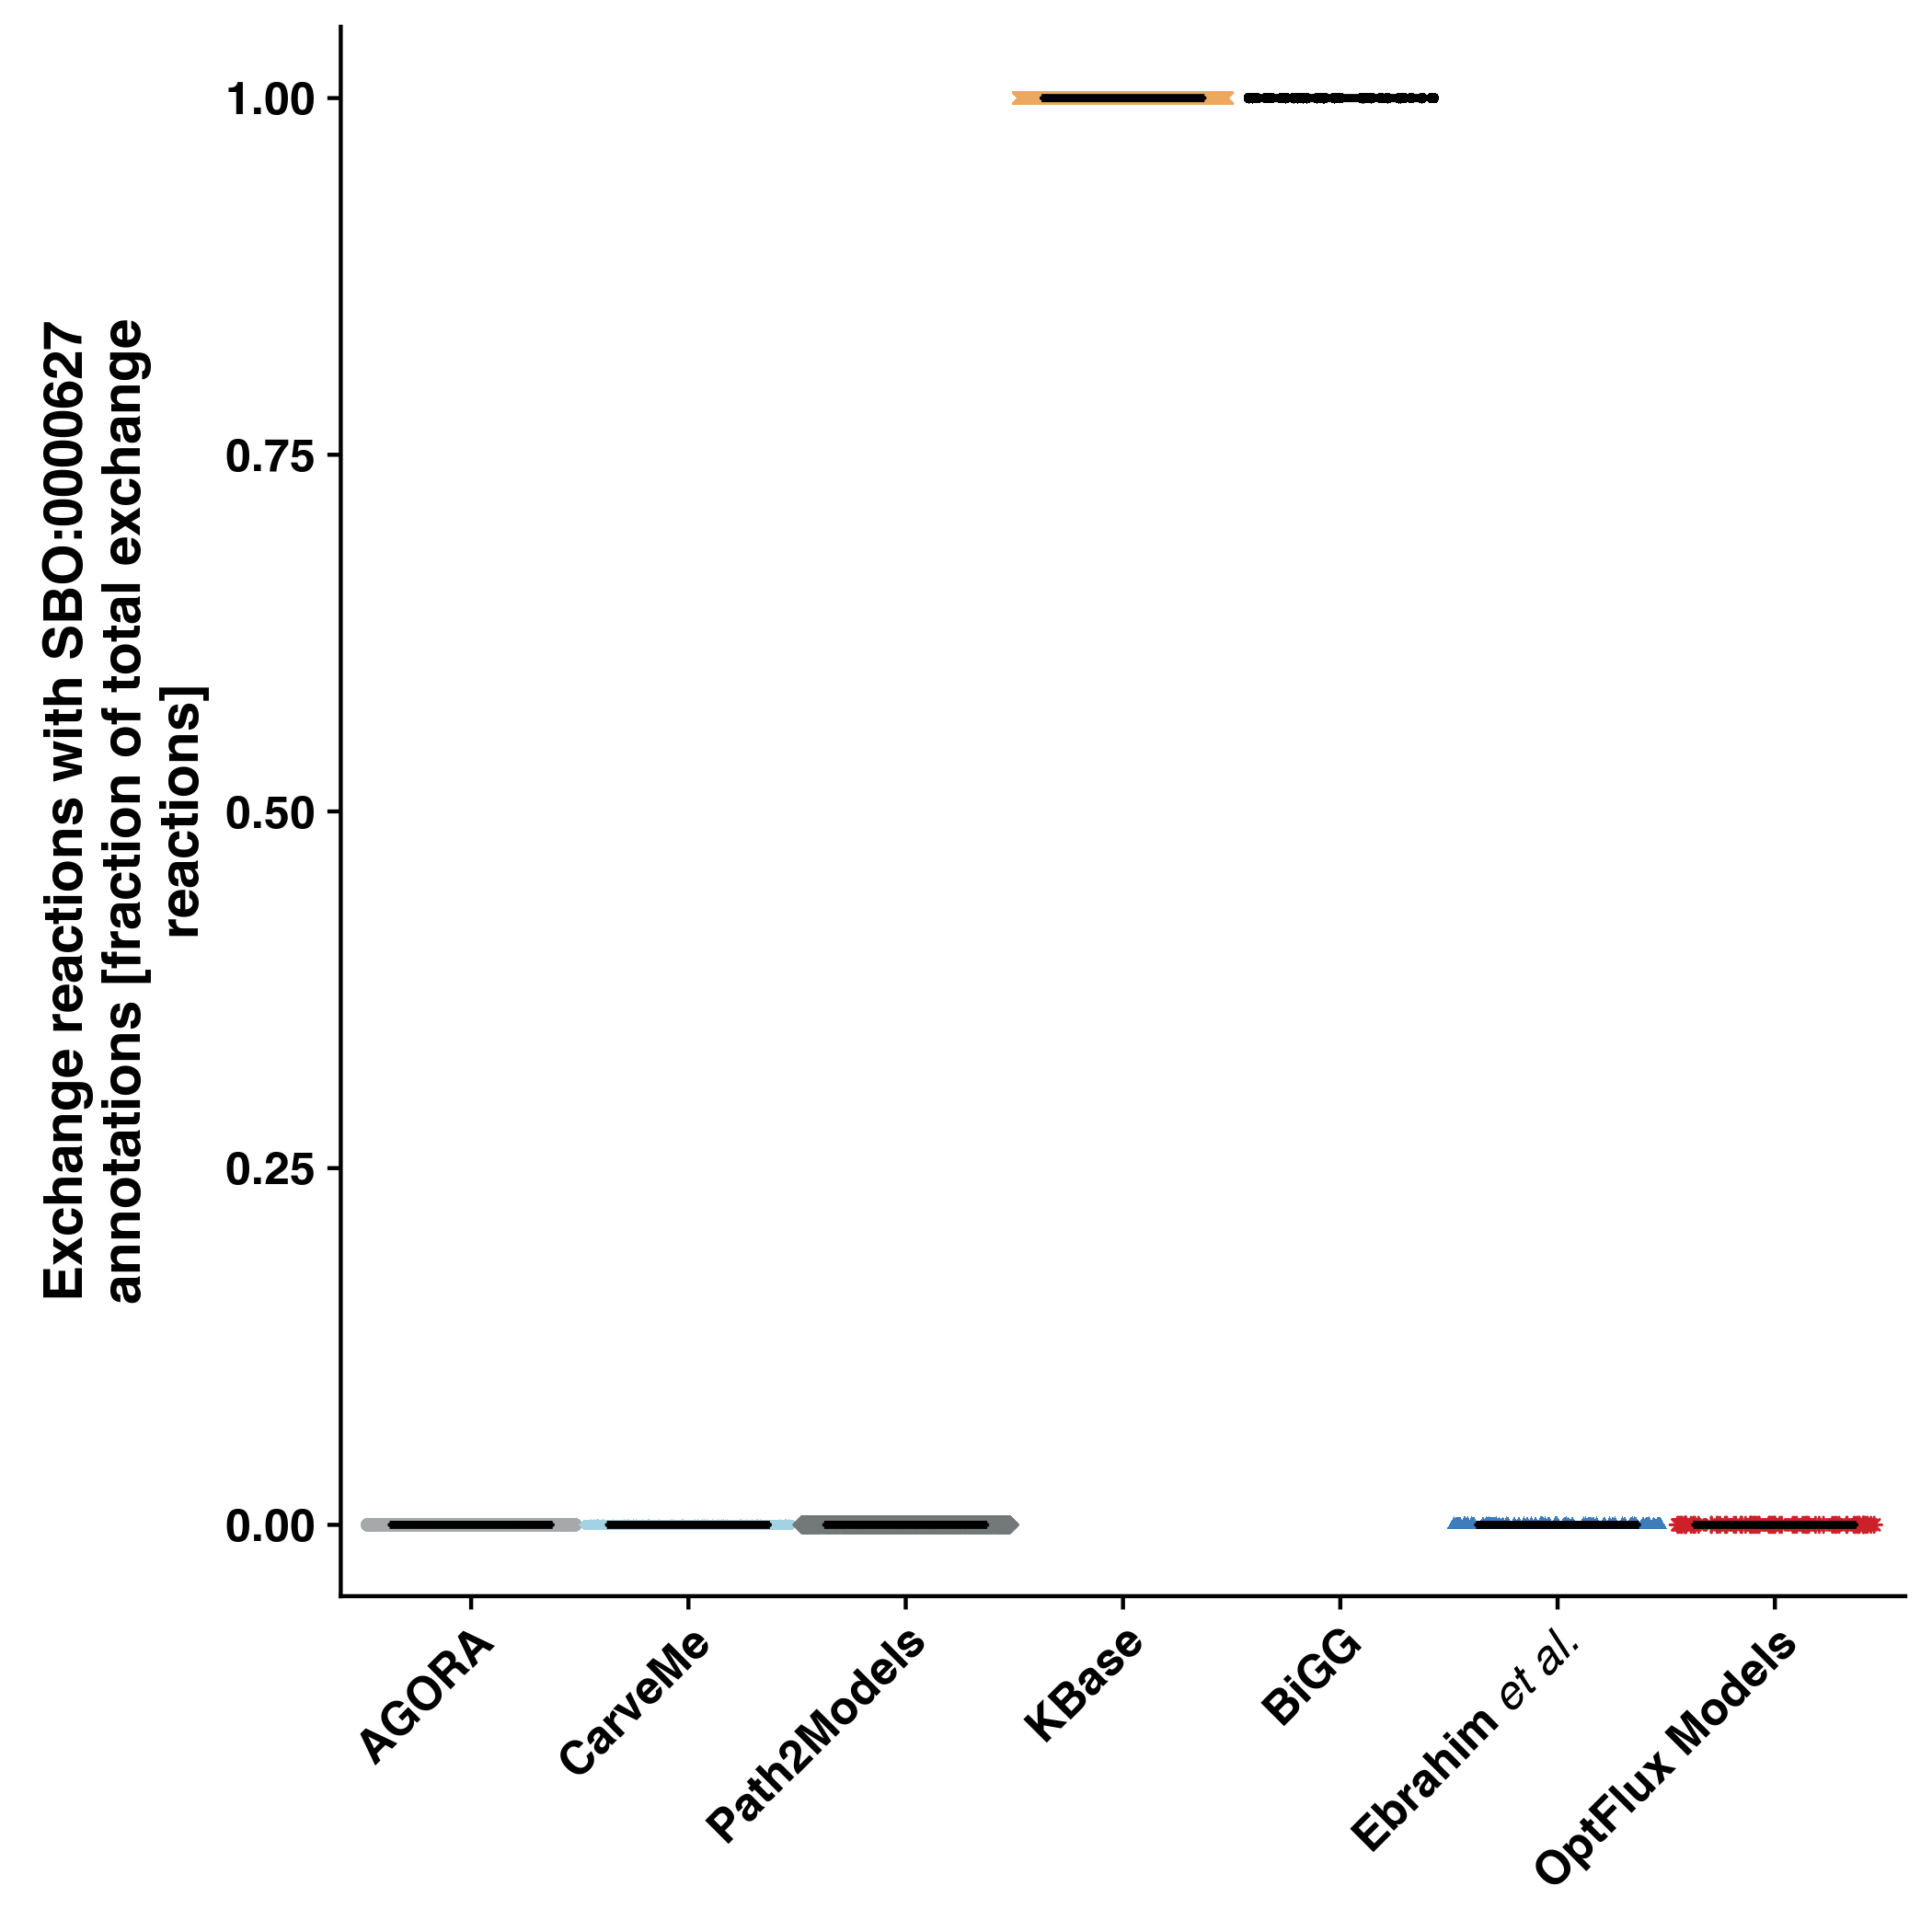 Exchange reactions with SBO:0000627
annotations [fraction of total exchange
reactions]
1.00
0.75
0.50
0.25
0.00
AGORA
CarveMe
Path2Models
KBase
BiGG
Ebrahim et al.
OptFlux Models